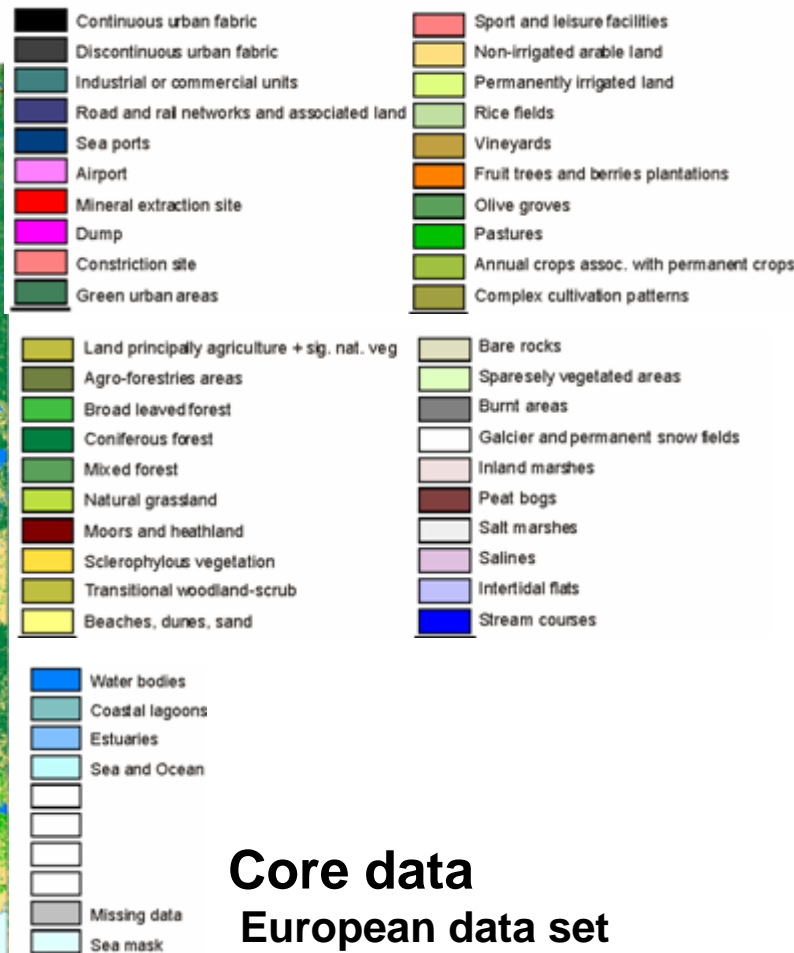 Continuous urban fabric
Discontinuous urban fabric
Industrial or commercial units
Road and rail networks and associated land
Sea ports
Airport
Mineral extraction site
Dump
Constriction site
Green urban areas
Sport and leisure facilities
Non-irrigated arable land
Permanently irrigated land
Rice fields
Vineyards
Fruit trees and berries plantations
Olive groves
Pastures
Annual crops assoc. with permanent crops
Complex cultivation patterns
Land principally agriculture + sig. nat. veg
Agro-forestries areas
Broad leaved forest
Coniferous forest
Mixed forest
Natural grassland
Moors and heathland
Sclerophylous vegetation
Transitional woodland-scrub
Beaches, dunes, sand
Bare rocks
Sparesely vegetated areas
Burnt areas
Galcier and permanent snow fields
Inland marshes
Peat bogs
Salt marshes
Salines
Intertidal flats
Stream courses
Water bodies
Coastal lagoons
Estuaries
Sea and Ocean
Missing data
Sea mask
Core data
European data set